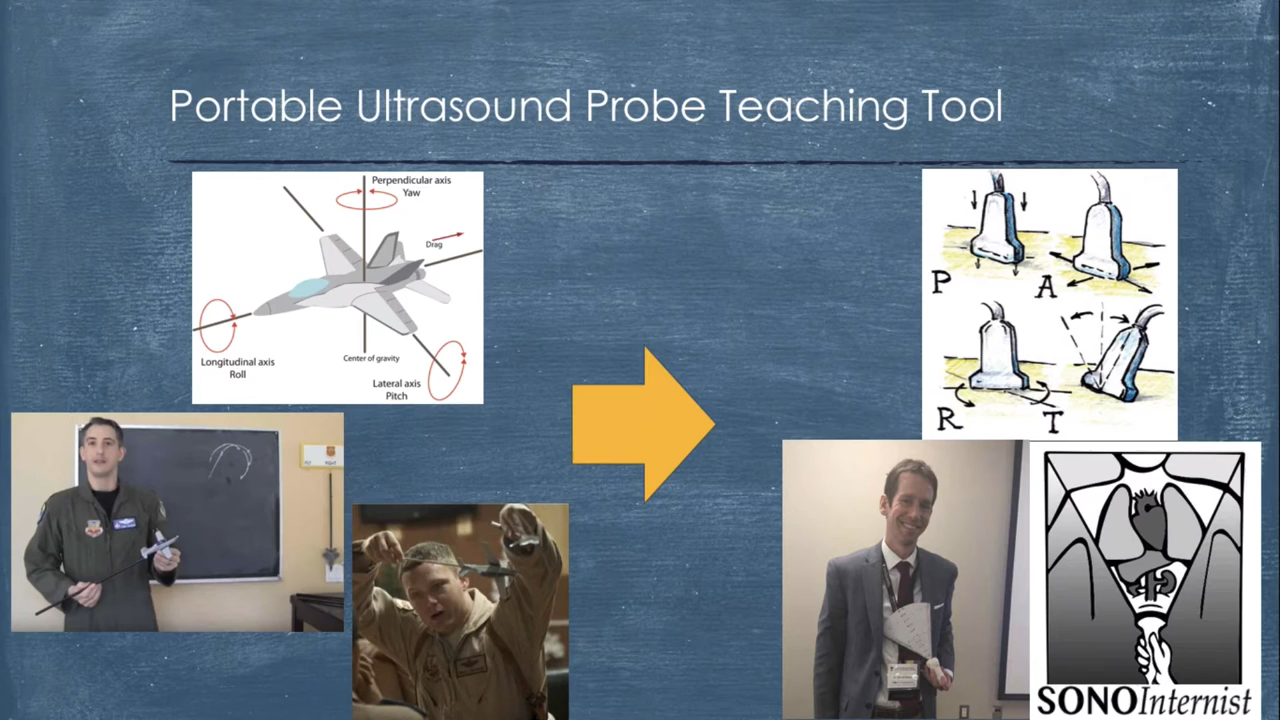 Portable Ultrasound Probe Teaching Tool
Perpendicular axis
Yaw
Drag
Longitudinal axis
Roll
Center of gravity
Lateral axis
Pitch
P
A
R
T
SONOInternist